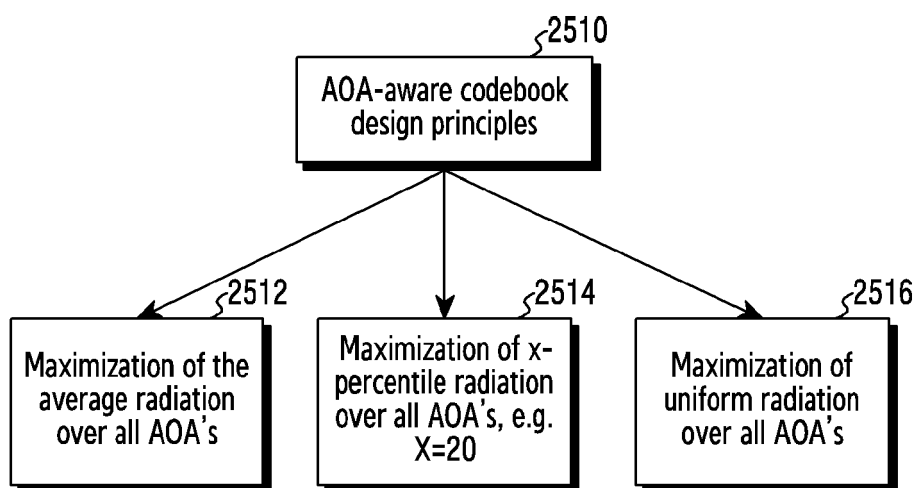 2510
AOA-aware codebook
design principles
2512
Maximization of the
average radiation
over all AOA's
2514
Maximization of x-
percentile radiation
over all AOA's, e.g.
X=20
2516
Maximization of
uniform radiation
over all AOA's